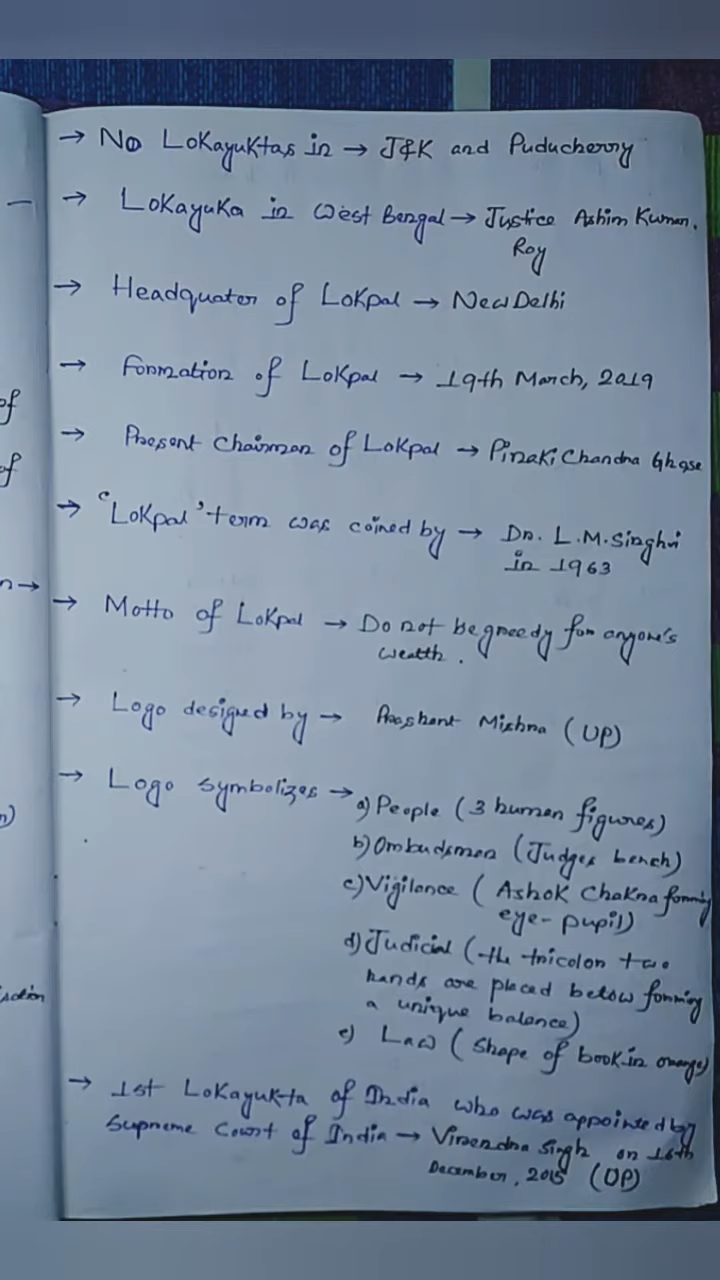 → No Lokayuktas in → J&K and Puducherry
→ Lokayuka in West Bengal → Justice Ashim Kumar.
Roy
→ Headquater of Lokpal → New Delhi
→ Formation of Lokpal → 19th March, 2019
of
→ Present Chairman of Lokpal → Pinaki Chandra Ghose
of
→ 'Lokpal' term was coined by → Dr. L.M. Singhvi
in 1963
→ Motto of Lokpal → Do not be greedy for anyone's
wealth.
→ Logo designed by → Prashant Mishra (UP)
→ Logo symbolizes → a) People (3 human figures)
b) Ombudsman (Judges bench)
c) Vigilance (Ashok Chakra forming
eye-pupil)
d) Judicial (the tricolor two
hands are placed below forming
a unique balance)
e) Law (Shape of book in orange)
→ 1st Lokayukta of India who was appointed by
Supreme Court of India → Virendra Singh on 16th
December, 2015 (UP)